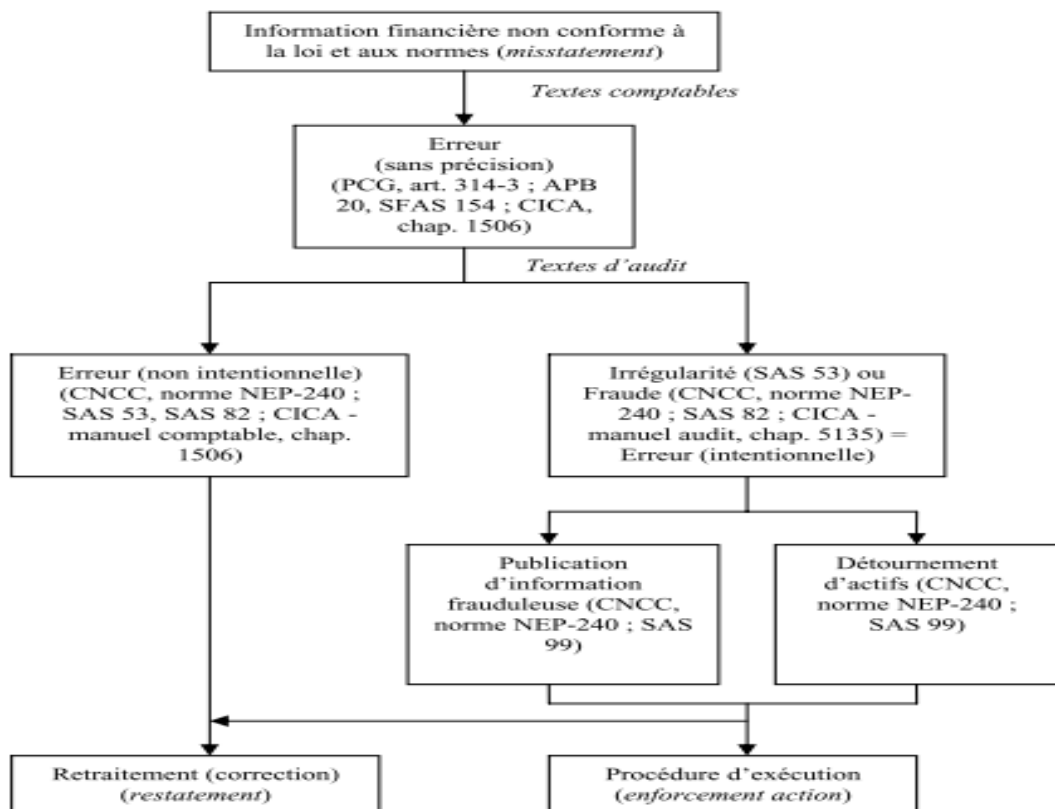 Information financière non conforme à
la loi et aux normes (misstatement)
Textes comptables
Erreur
(sans précision)
(PCG, art. 314-3 ; APB
20, SFAS 154 ; CICA,
chap. 1506)
Textes d’audit
Erreur (non intentionnelle)
(CNCC, norme NEP-240 ;
SAS 53, SAS 82 ; CICA -
manuel comptable, chap.
1506)
Irrégularité (SAS 53) ou
Fraude (CNCC, norme NEP-
240 ; SAS 82 ; CICA -
manuel audit, chap. 5135) =
Erreur (intentionnelle)
Publication
d’information
frauduleuse (CNCC,
norme NEP-240 ; SAS
99)
Détournement
d’actifs (CNCC,
norme NEP-240 ;
SAS 99)
Retraitement (correction)
(restatement)
Procédure d’exécution
(enforcement action)